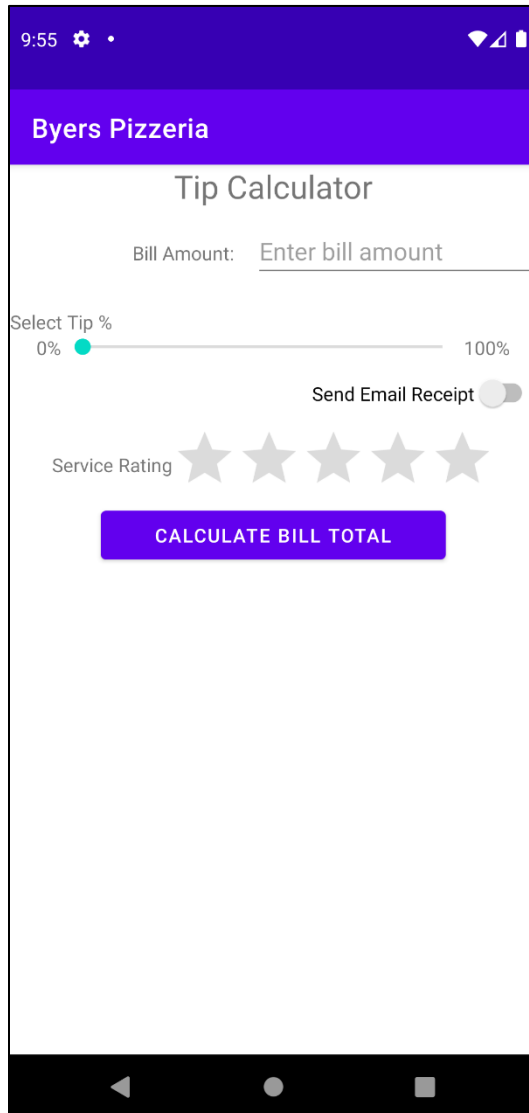 9:55
Byers Pizzeria
Tip Calculator
Bill Amount: Enter bill amount
Select Tip %
0% 100%
Send Email Receipt
Service Rating
CALCULATE BILL TOTAL